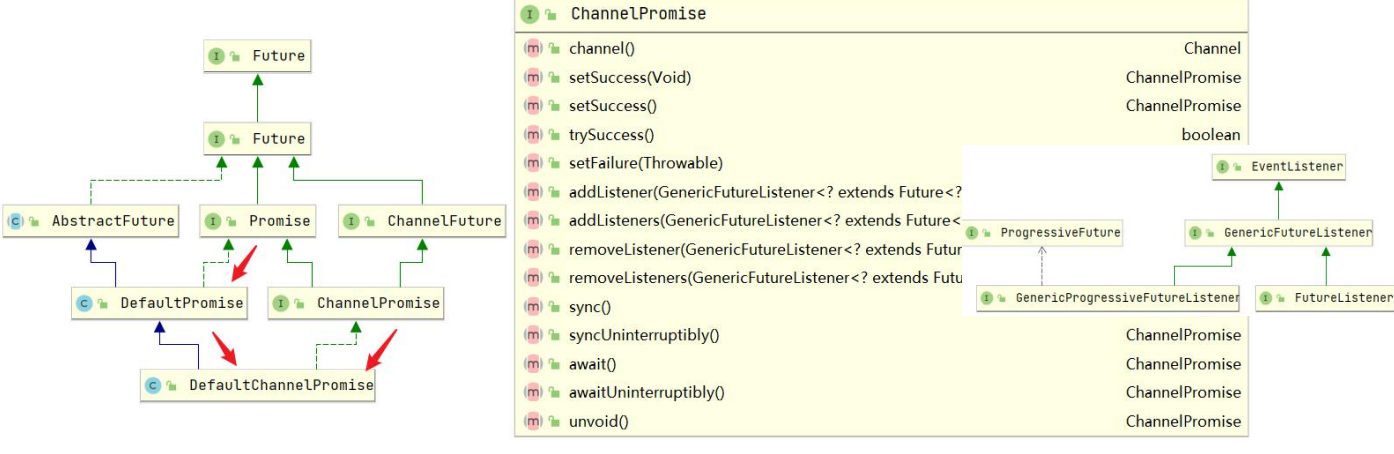 Future
Future
AbstractFuture
Promise
ChannelFuture
DefaultPromise
ChannelPromise
DefaultChannelPromise
ChannelPromise
channel() Channel
setSuccess(Void) ChannelPromise
setSuccess() ChannelPromise
trySuccess() boolean
setFailure(Throwable)
addListener(GenericFutureListener<? extends Future<?
addListeners(GenericFutureListener<? extends Future<
removeListener(GenericFutureListener<? extends Futur
removeListeners(GenericFutureListener<? extends Futu
sync()
syncUninterruptibly() ChannelPromise
await() ChannelPromise
awaitUninterruptibly() ChannelPromise
unvoid() ChannelPromise
EventListener
ProgressiveFuture
GenericFutureListener
GenericProgressiveFutureListener
FutureListener